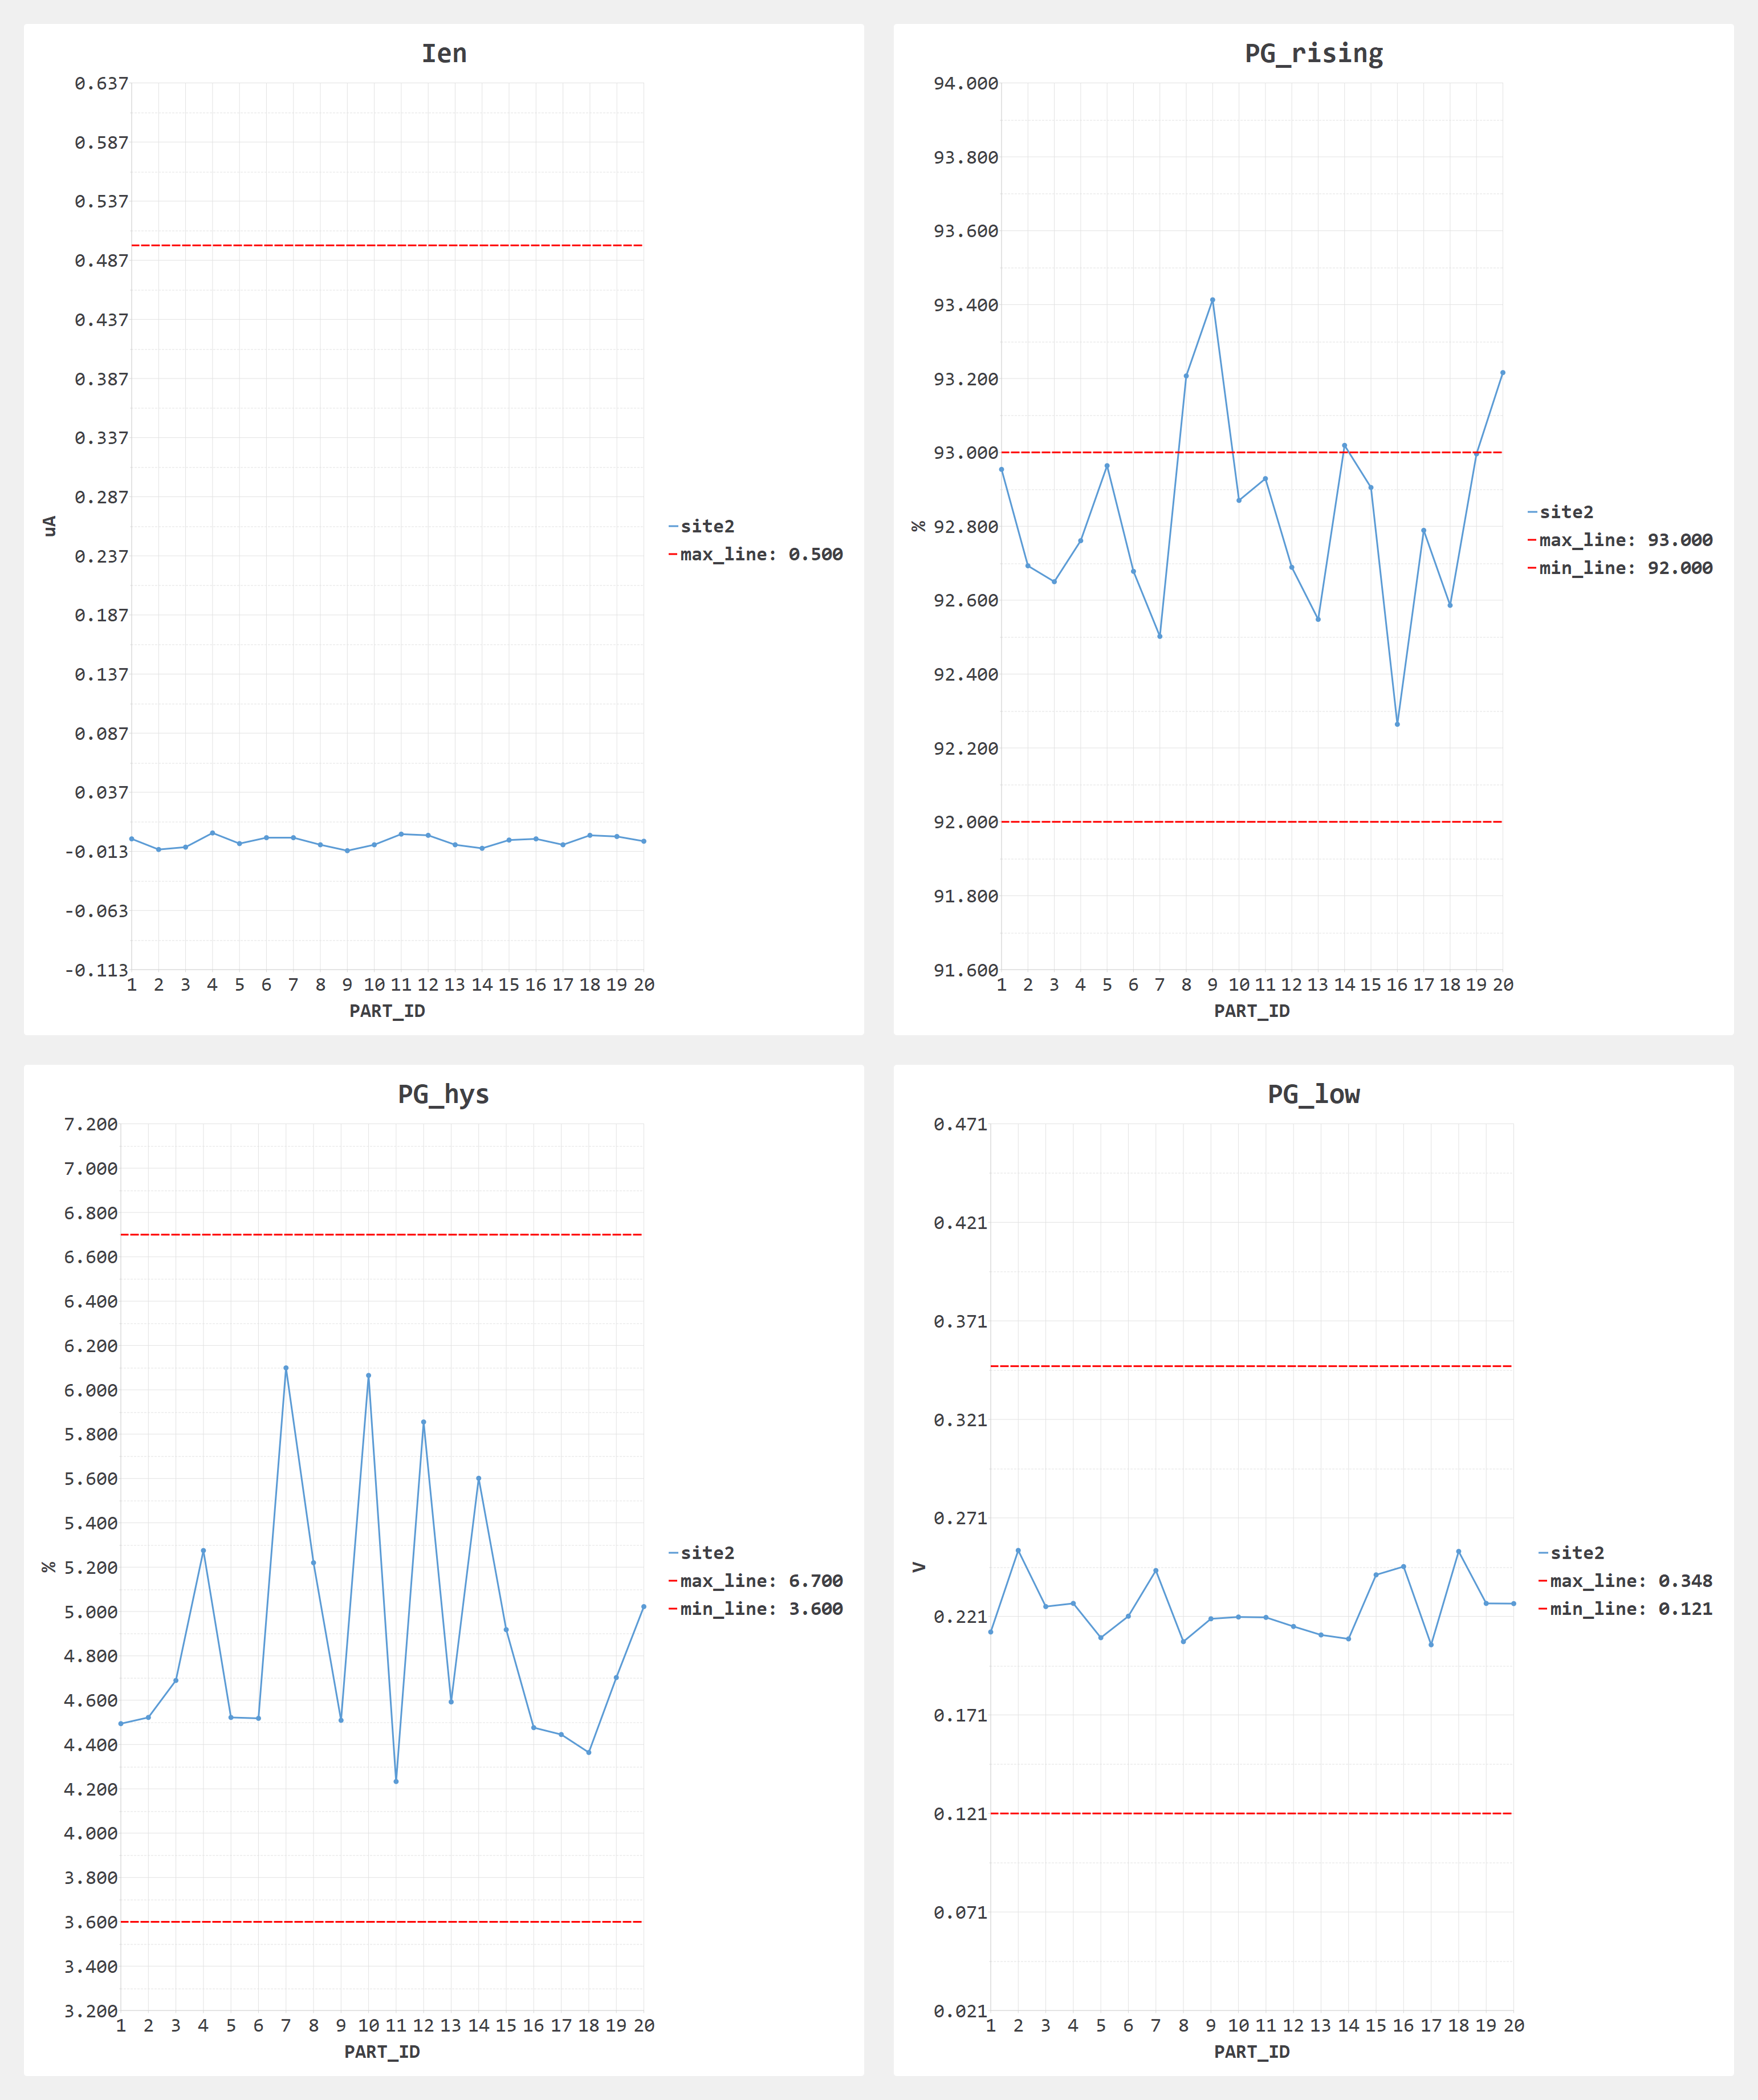 Ien
0.637
0.587
0.537
0.487
0.437
0.387
0.337
0.287
0.237
0.187
0.137
0.087
0.037
-0.013
-0.063
-0.113
uA
1 2 3 4 5 6 7 8 9 10 11 12 13 14 15 16 17 18 19 20
PART_ID
site2
max_line: 0.500
PG_rising
94.000
93.800
93.600
93.400
93.200
93.000
92.800
92.600
92.400
92.200
92.000
91.800
91.600
%
1 2 3 4 5 6 7 8 9 10 11 12 13 14 15 16 17 18 19 20
PART_ID
site2
max_line: 93.000
min_line: 92.000
PG_hys
7.200
7.000
6.800
6.600
6.400
6.200
6.000
5.800
5.600
5.400
5.200
5.000
4.800
4.600
4.400
4.200
4.000
3.800
3.600
3.400
3.200
%
1 2 3 4 5 6 7 8 9 10 11 12 13 14 15 16 17 18 19 20
PART_ID
site2
max_line: 6.700
min_line: 3.600
PG_low
0.471
0.421
0.371
0.321
0.271
0.221
0.171
0.121
0.071
0.021
V
1 2 3 4 5 6 7 8 9 10 11 12 13 14 15 16 17 18 19 20
PART_ID
site2
max_line: 0.348
min_line: 0.121